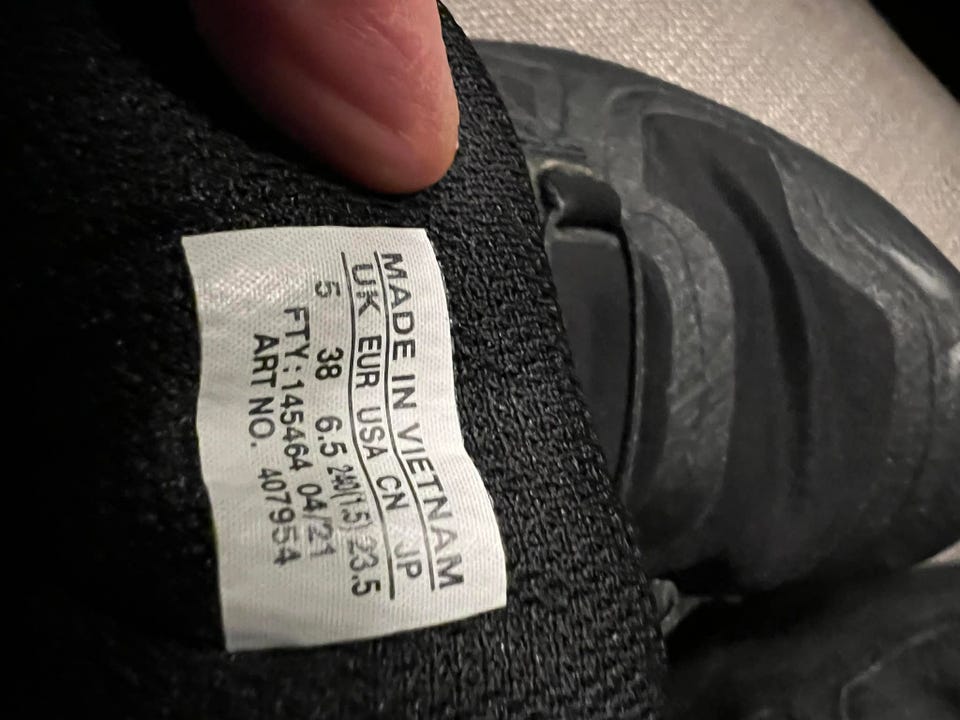 MADE IN VIETNAM
UK EUR USA CN JP
5 38 6.5 240(1.5) 23.5
FTY: 145464 04/21
ART NO. 407954